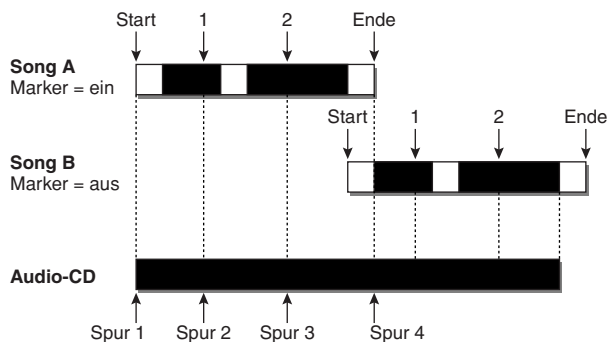 Start 1 2 Ende
Song A
Marker = ein
Start 1 2 Ende
Song B
Marker = aus
Audio-CD
Spur 1 Spur 2 Spur 3 Spur 4